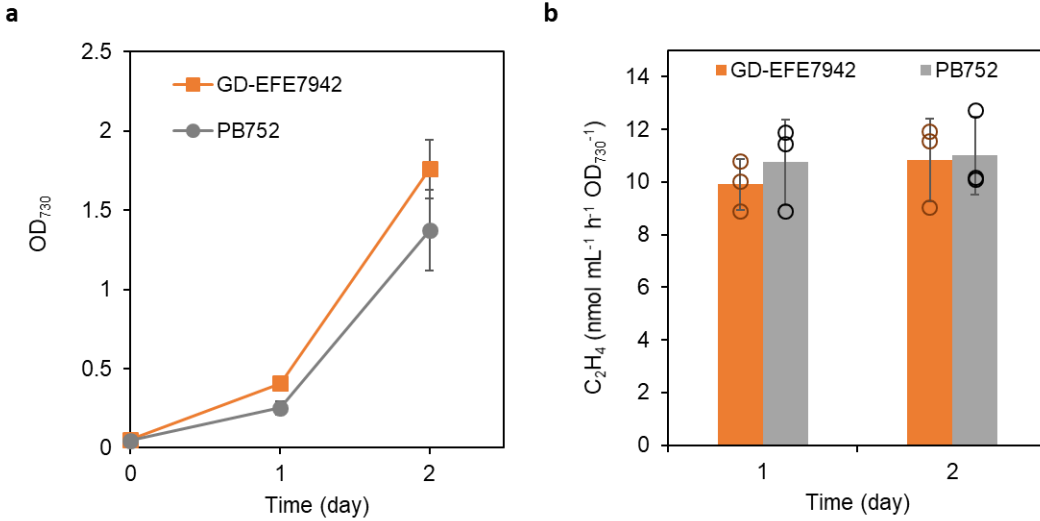 a
2.5
2
1.5
1
0.5
0
OD₇₃₀
GD-EFE7942
PB752
0 1 2
Time (day)
b
14
12
10
8
6
4
2
0
C₂H₄ (nmol mL⁻¹ h⁻¹ OD₇₃₀⁻¹)
GD-EFE7942 PB752
1 2
Time (day)